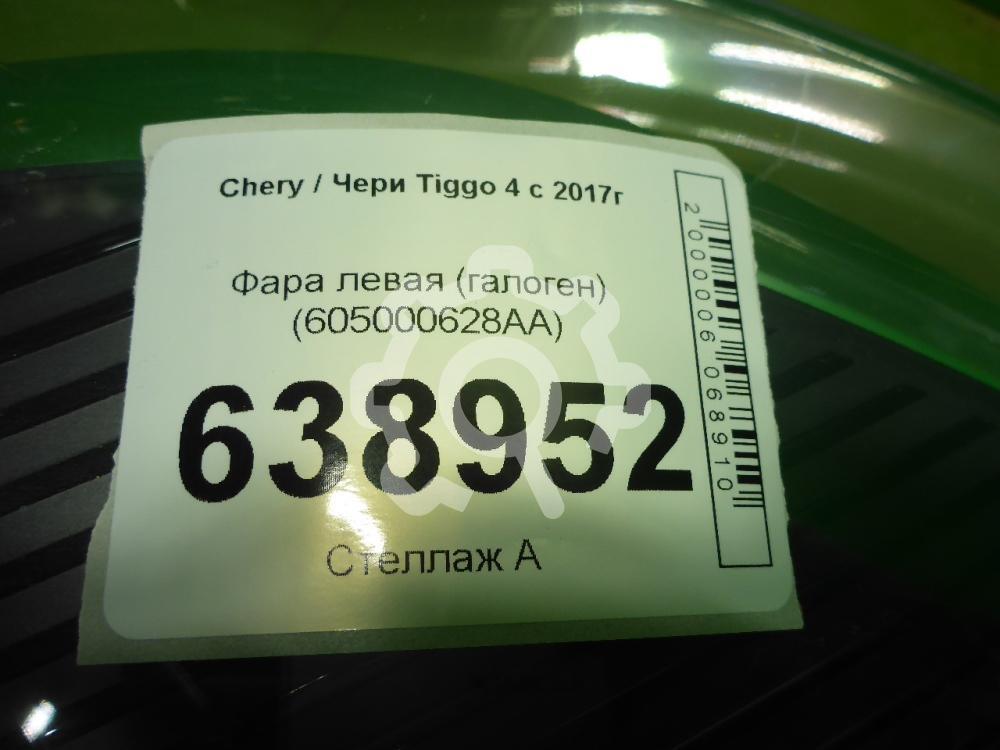 Chery / Чери Tiggo 4 с 2017г
Фара левая (галоген)
(605000628AA)
638952
Стеллаж А
2000006068910